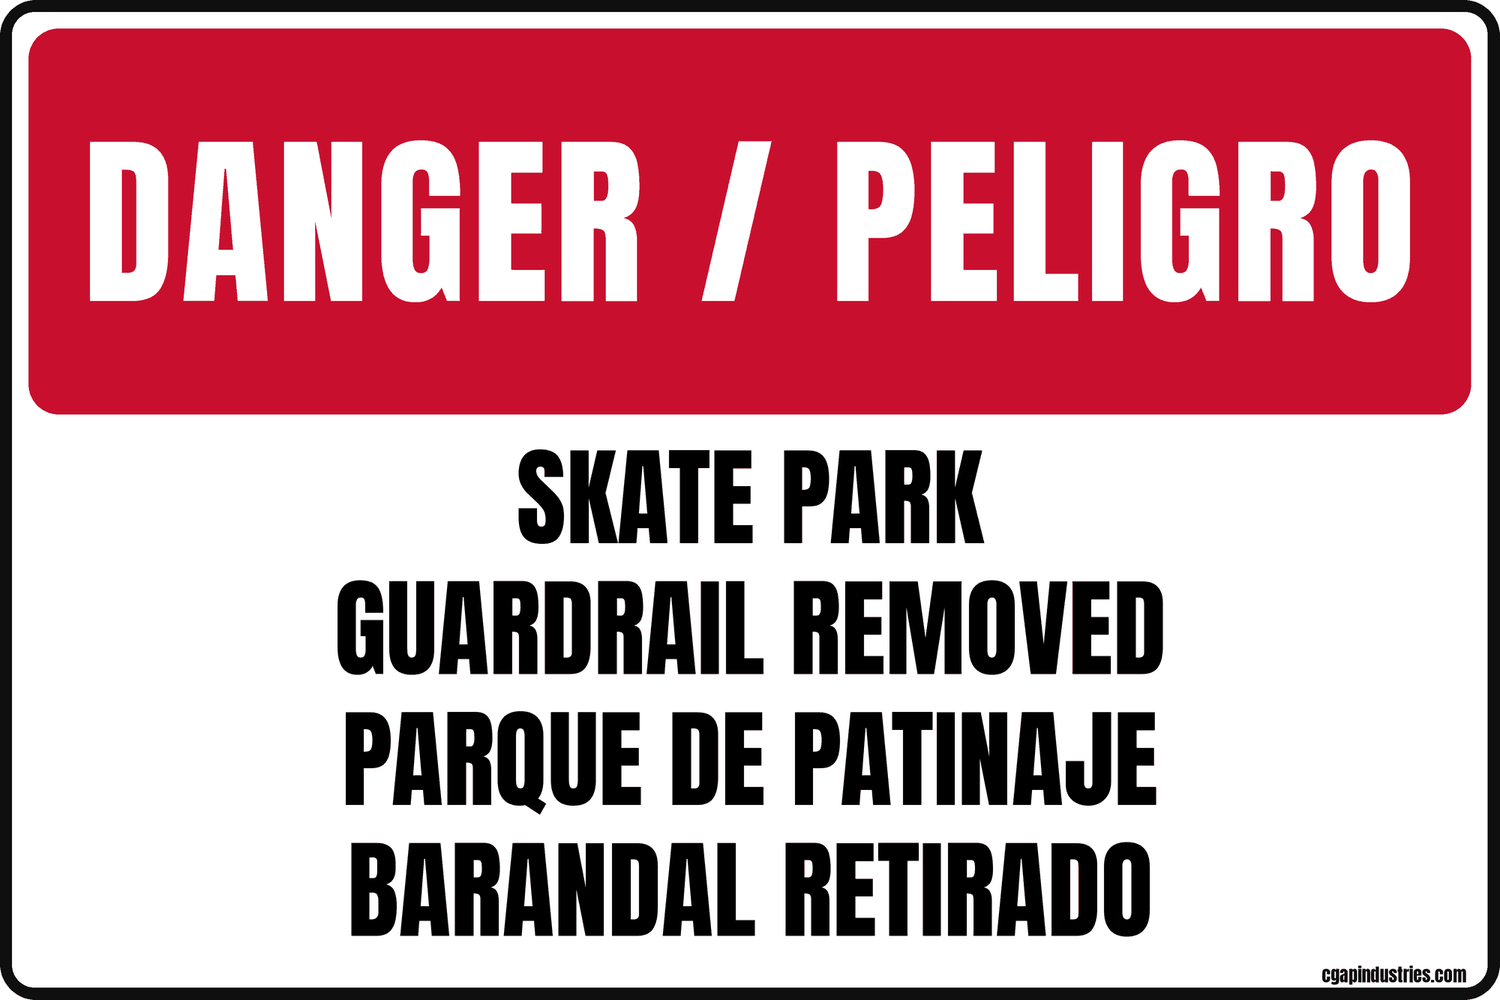 DANGER / PELIGRO
SKATE PARK
GUARDRAIL REMOVED
PARQUE DE PATINAJE
BARANDAL RETIRADO
cgapindustries.com